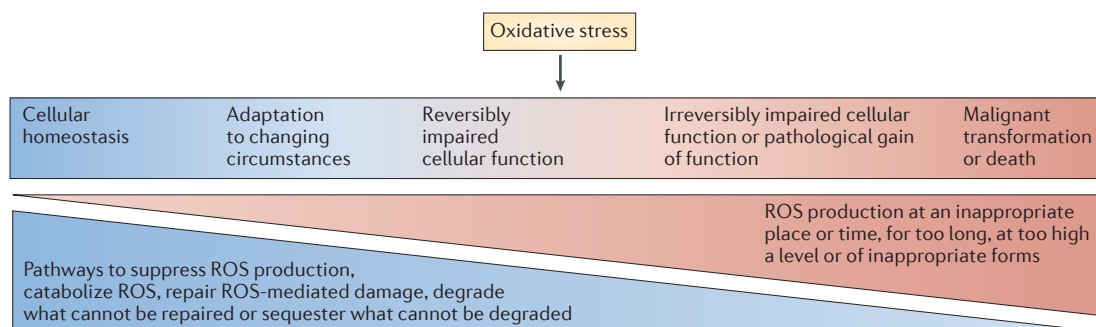 Oxidative stress
Cellular
homeostasis
Adaptation
to changing
circumstances
Reversibly
impaired
cellular function
Irreversibly impaired cellular
function or pathological gain
of function
Malignant
transformation
or death
ROS production at an inappropriate
place or time, for too long, at too high
a level or of inappropriate forms
Pathways to suppress ROS production,
catabolize ROS, repair ROS-mediated damage, degrade
what cannot be repaired or sequester what cannot be degraded